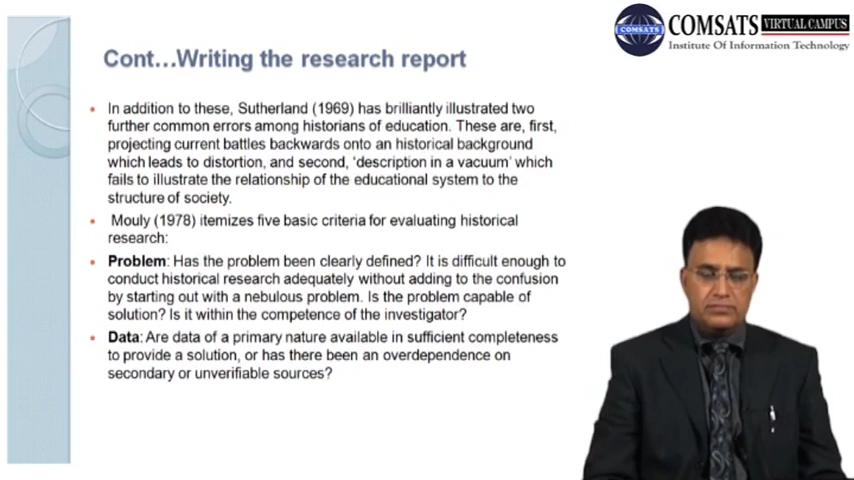 COMSATS VIRTUAL CAMPUS
COMSATS
Institute Of Information Technology
Cont…Writing the research report
In addition to these, Sutherland (1969) has brilliantly illustrated two
further common errors among historians of education. These are, first,
projecting current battles backwards onto an historical background
which leads to distortion, and second, ‘description in a vacuum’ which
fails to illustrate the relationship of the educational system to the
structure of society.
Mouly (1978) itemizes five basic criteria for evaluating historical
research:
Problem: Has the problem been clearly defined? It is difficult enough to
conduct historical research adequately without adding to the confusion
by starting out with a nebulous problem. Is the problem capable of
solution? Is it within the competence of the investigator?
Data: Are data of a primary nature available in sufficient completeness
to provide a solution, or has there been an overdependence on
secondary or unverifiable sources?